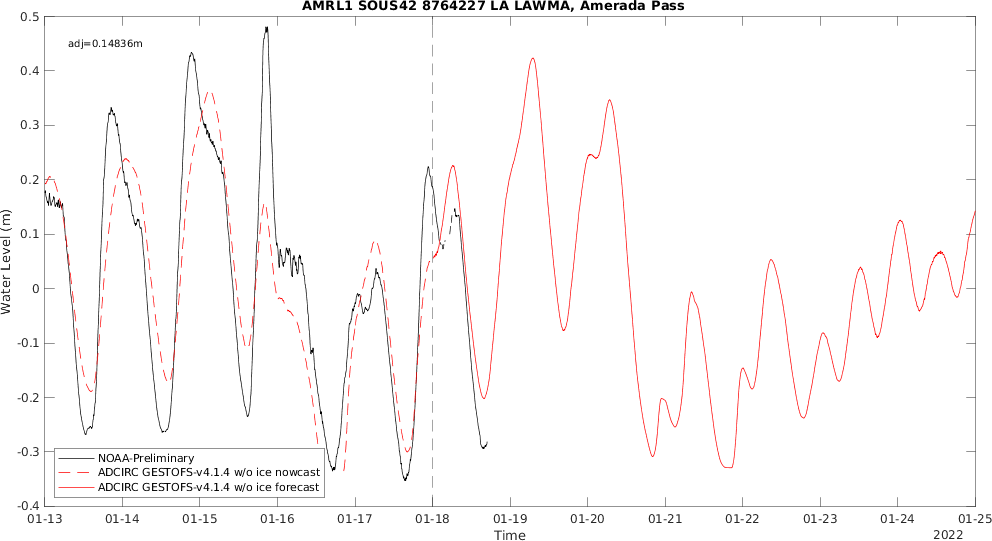 AMRL1 SOUS42 8764227 LA LAWMA, Amerada Pass
0.5
adj=0.14836m
0.4
0.3
0.2
0.1
0
-0.1
-0.2
-0.3
-0.4
Water Level (m)
NOAA-Preliminary
ADCIRC GESTOFS-v4.1.4 w/o ice nowcast
ADCIRC GESTOFS-v4.1.4 w/o ice forecast
01-13 01-14 01-15 01-16 01-17 01-18 01-19 01-20 01-21 01-22 01-23 01-24 01-25
Time
2022